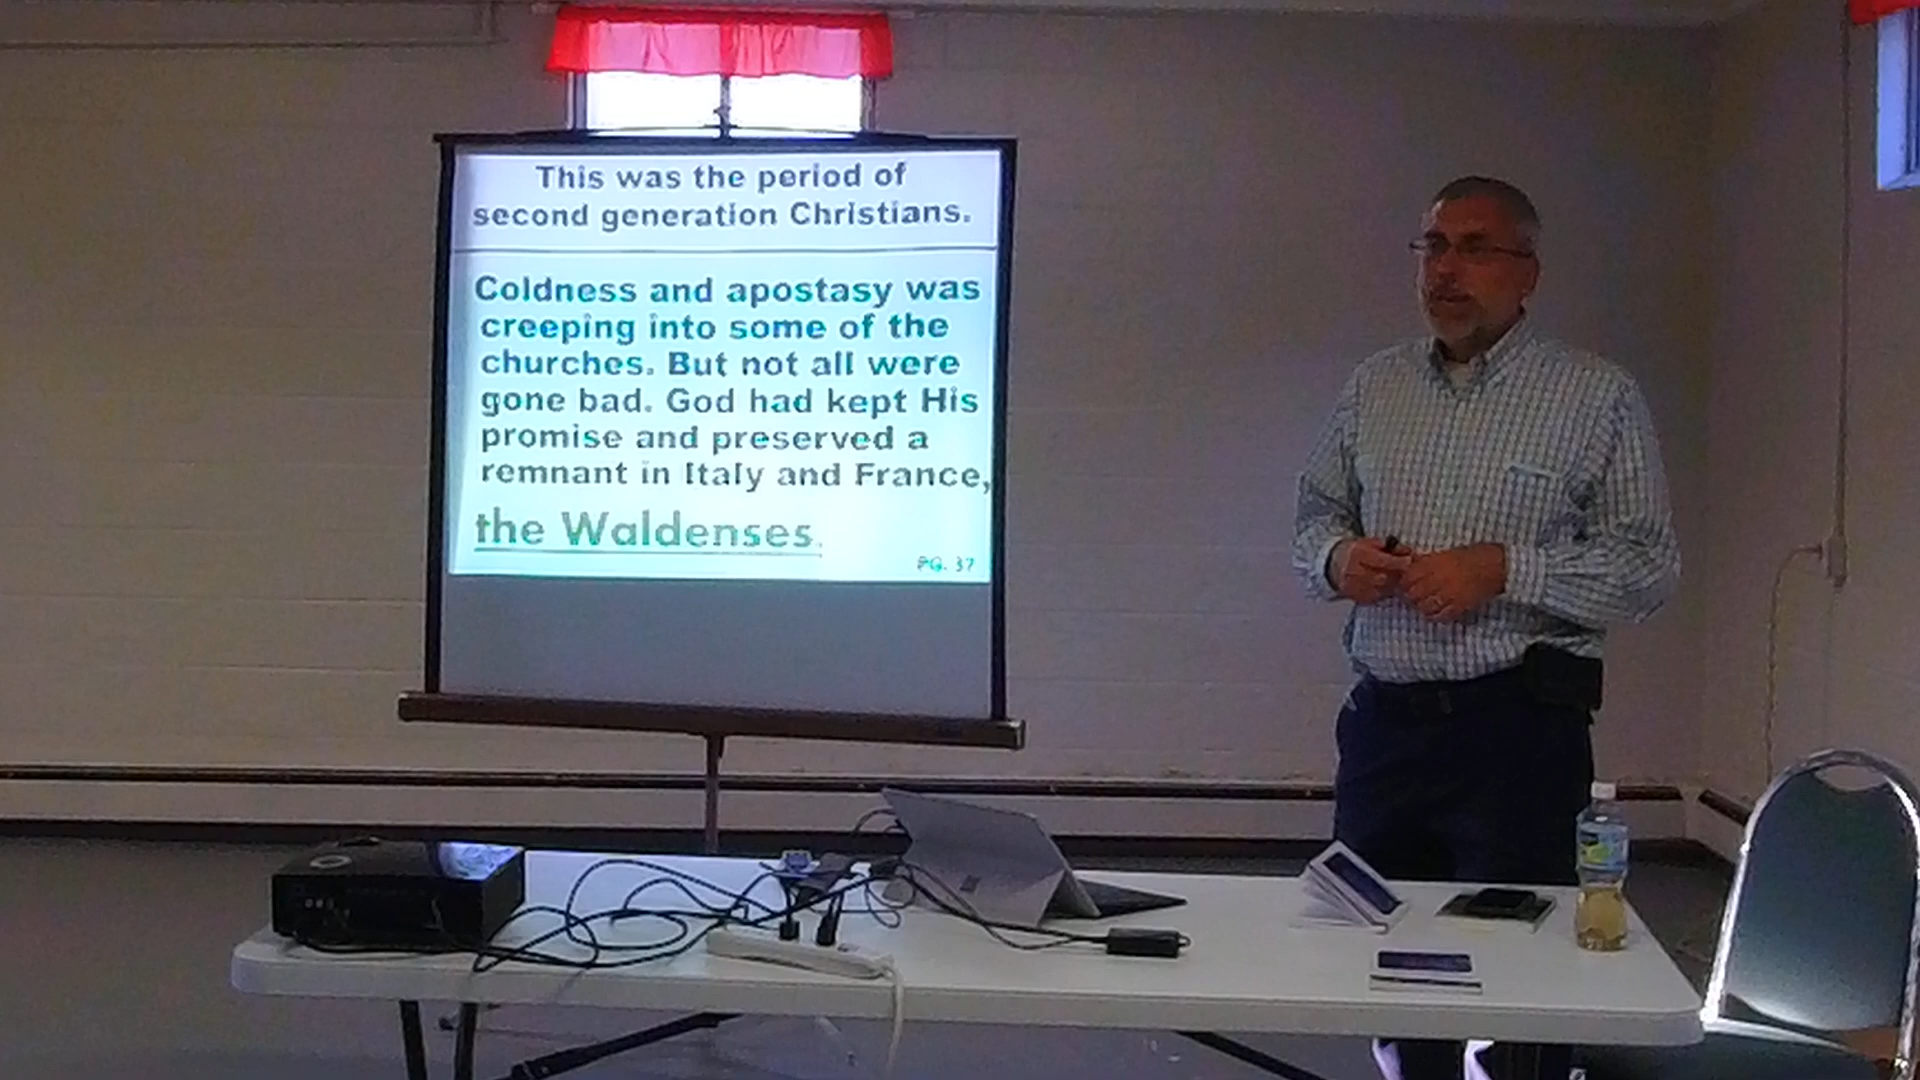 This was the period of
second generation Christians.
Coldness and apostasy was
creeping into some of the
churches. But not all were
gone bad. God had kept His
promise and preserved a
remnant in Italy and France,
the Waldenses.
PG. 37